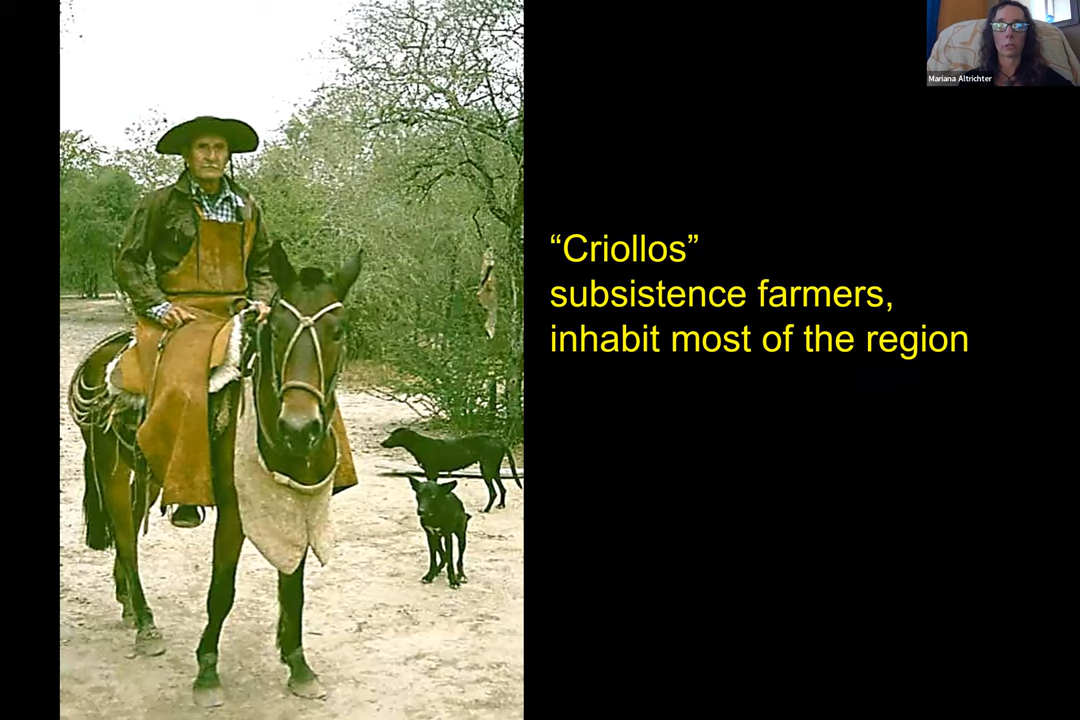 Mariana Altrichter
“Criollos”
subsistence farmers,
inhabit most of the region